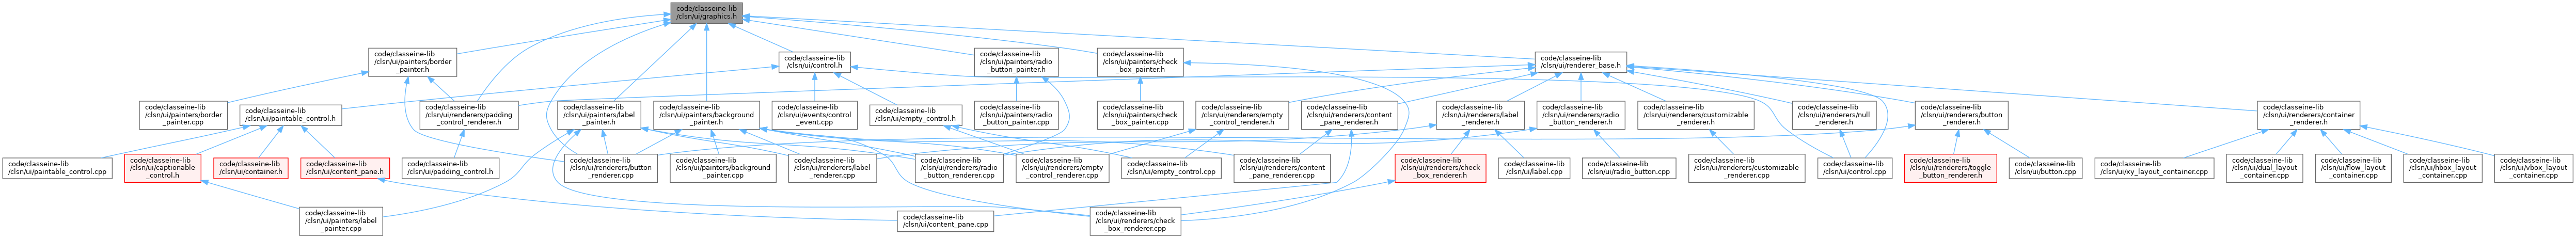 code/classeine-lib
/clsn/ui/graphics.h
code/classeine-lib
/clsn/ui/painters/border
_painter.h
code/classeine-lib
/clsn/ui/control.h
code/classeine-lib
/clsn/ui/painters/radio
_button_painter.h
code/classeine-lib
/clsn/ui/painters/check
_box_painter.h
code/classeine-lib
/clsn/ui/renderer_base.h
code/classeine-lib
/clsn/ui/painters/border
_painter.cpp
code/classeine-lib
/clsn/ui/paintable_control.h
code/classeine-lib
/clsn/ui/renderers/padding
_control_renderer.h
code/classeine-lib
/clsn/ui/painters/label
_painter.h
code/classeine-lib
/clsn/ui/painters/background
_painter.h
code/classeine-lib
/clsn/ui/events/control
_event.cpp
code/classeine-lib
/clsn/ui/empty_control.h
code/classeine-lib
/clsn/ui/painters/radio
_button_painter.cpp
code/classeine-lib
/clsn/ui/painters/check
_box_painter.cpp
code/classeine-lib
/clsn/ui/renderers/empty
_control_renderer.h
code/classeine-lib
/clsn/ui/renderers/content
_pane_renderer.h
code/classeine-lib
/clsn/ui/renderers/label
_renderer.h
code/classeine-lib
/clsn/ui/renderers/radio
_button_renderer.h
code/classeine-lib
/clsn/ui/renderers/customizable
_renderer.h
code/classeine-lib
/clsn/ui/renderers/null
_renderer.h
code/classeine-lib
/clsn/ui/renderers/button
_renderer.h
code/classeine-lib
/clsn/ui/renderers/container
_renderer.h
code/classeine-lib
/clsn/ui/paintable_control.cpp
code/classeine-lib
/clsn/ui/captionable
_control.h
code/classeine-lib
/clsn/ui/container.h
code/classeine-lib
/clsn/ui/content_pane.h
code/classeine-lib
/clsn/ui/padding_control.h
code/classeine-lib
/clsn/ui/renderers/button
_renderer.cpp
code/classeine-lib
/clsn/ui/painters/background
_painter.cpp
code/classeine-lib
/clsn/ui/renderers/label
_renderer.cpp
code/classeine-lib
/clsn/ui/renderers/radio
_button_renderer.cpp
code/classeine-lib
/clsn/ui/renderers/empty
_control_renderer.cpp
code/classeine-lib
/clsn/ui/empty_control.cpp
code/classeine-lib
/clsn/ui/renderers/content
_pane_renderer.cpp
code/classeine-lib
/clsn/ui/renderers/check
_box_renderer.h
code/classeine-lib
/clsn/ui/label.cpp
code/classeine-lib
/clsn/ui/radio_button.cpp
code/classeine-lib
/clsn/ui/renderers/customizable
_renderer.cpp
code/classeine-lib
/clsn/ui/control.cpp
code/classeine-lib
/clsn/ui/renderers/toggle
_button_renderer.h
code/classeine-lib
/clsn/ui/button.cpp
code/classeine-lib
/clsn/ui/xy_layout_container.cpp
code/classeine-lib
/clsn/ui/dual_layout
_container.cpp
code/classeine-lib
/clsn/ui/flow_layout
_container.cpp
code/classeine-lib
/clsn/ui/hbox_layout
_container.cpp
code/classeine-lib
/clsn/ui/vbox_layout
_container.cpp
code/classeine-lib
/clsn/ui/painters/label
_painter.cpp
code/classeine-lib
/clsn/ui/content_pane.cpp
code/classeine-lib
/clsn/ui/renderers/check
_box_renderer.cpp